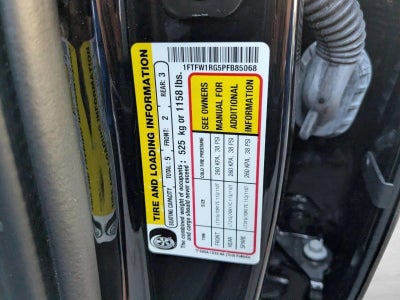 1FTFW1RG5PFB85068
TIRE AND LOADING INFORMATION
SEATING CAPACITY TOTAL: 5 FRONT: 2 REAR: 3
The combined weight of occupants
and cargo should never exceed : 525 kg or 1158 lbs.
TIRE SIZE COLD TIRE PRESSURE
FRONT 260 KPA, 38 PSI
REAR 260 KPA, 38 PSI
SPARE 260 KPA, 38 PSI
SEE OWNERS
MANUAL FOR
ADDITIONAL
INFORMATION